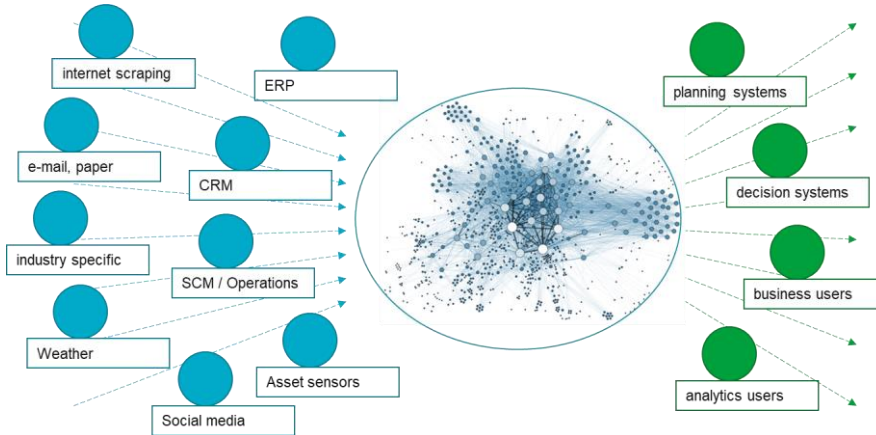 internet scraping
ERP
e-mail, paper
CRM
industry specific
SCM / Operations
Weather
Asset sensors
Social media
planning systems
decision systems
business users
analytics users